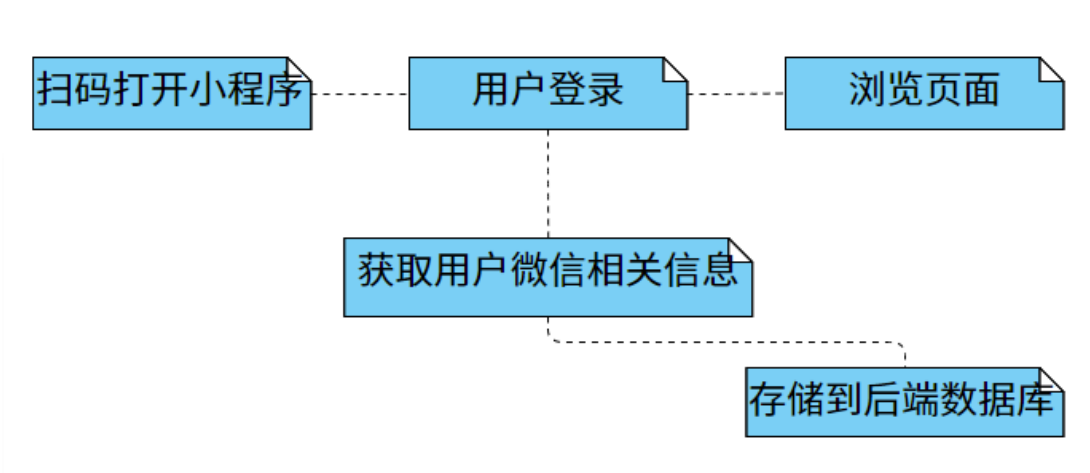 扫码打开小程序
用户登录
浏览页面
获取用户微信相关信息
存储到后端数据库